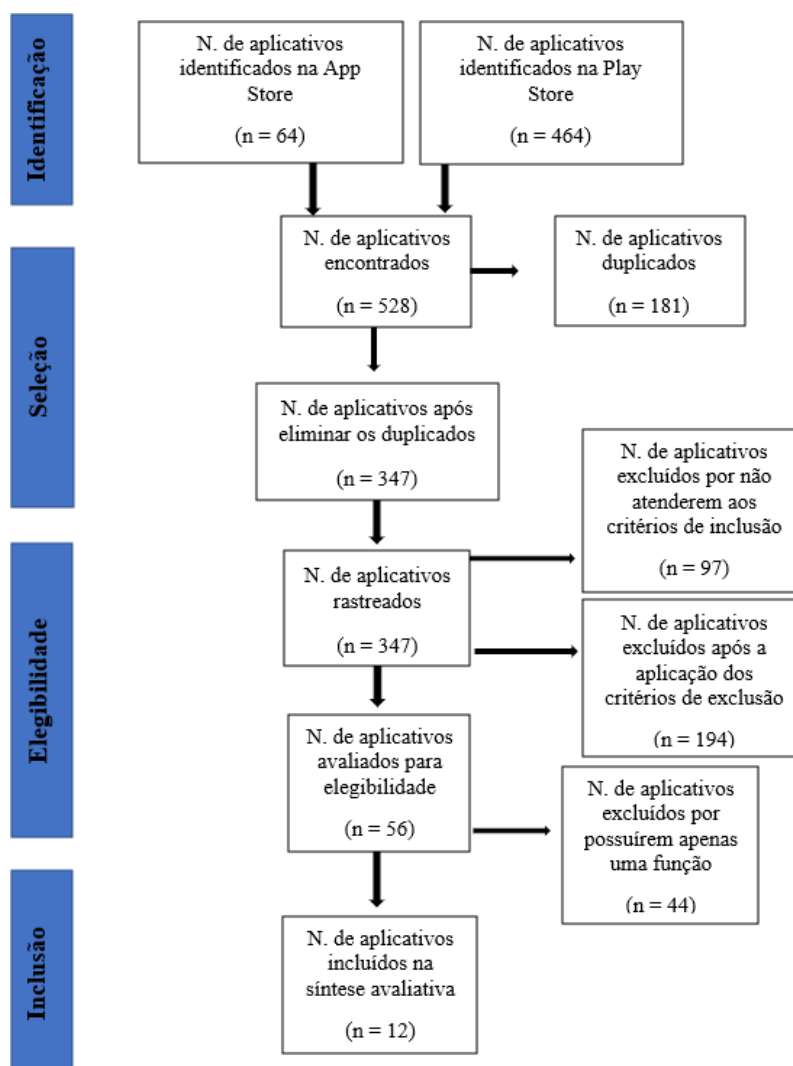 Identificação
N. de aplicativos
identificados na App
Store
(n = 64)
N. de aplicativos
identificados na Play
Store
(n = 464)
Seleção
N. de aplicativos
encontrados
(n = 528)
N. de aplicativos
duplicados
(n = 181)
N. de aplicativos após
eliminar os duplicados
(n = 347)
Elegibilidade
N. de aplicativos
excluídos por não
atenderem aos
critérios de inclusão
(n = 97)
N. de aplicativos
rastreados
(n = 347)
N. de aplicativos
excluídos após a
aplicação dos
critérios de exclusão
(n = 194)
N. de aplicativos
avaliados para
elegibilidade
(n = 56)
N. de aplicativos
excluídos por
possuírem apenas
uma função
(n = 44)
Inclusão
N. de aplicativos
incluídos na
síntese avaliativa
(n = 12)